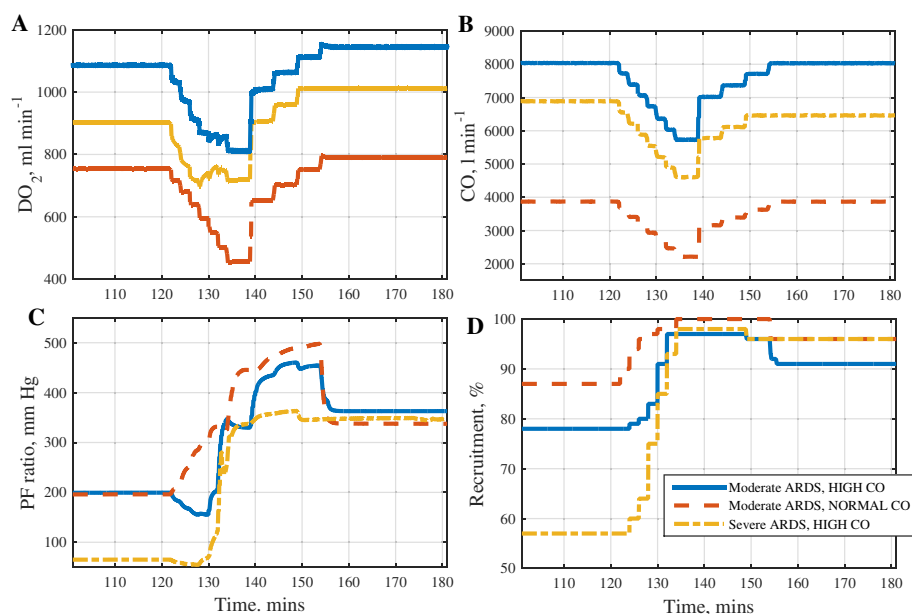 A
DO2, ml min-1
1200
1000
800
600
400
110 120 130 140 150 160 170 180
B
CO, l min-1
9000
8000
7000
6000
5000
4000
3000
2000
110 120 130 140 150 160 170 180
C
PF ratio, mm Hg
500
400
300
200
100
110 120 130 140 150 160 170 180
Time. mins
D
Recruitment, %
100
90
80
70
60
50
Moderate ARDS, HIGH CO
Moderate ARDS, NORMAL CO
Severe ARDS, HIGH CO
110 120 130 140 150 160 170 180
Time, mins